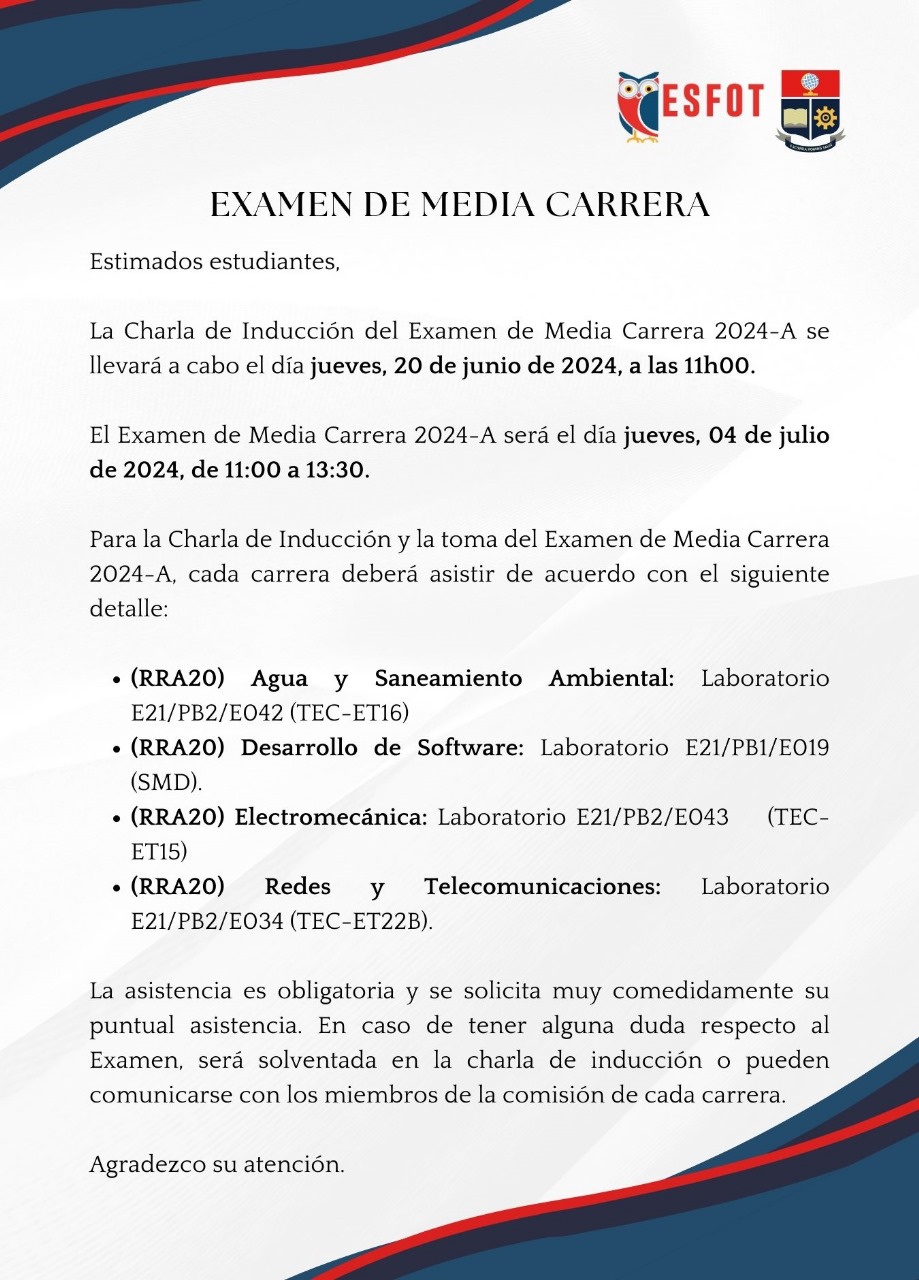 ESFOT
EXAMEN DE MEDIA CARRERA
Estimados estudiantes,
La Charla de Inducción del Examen de Media Carrera 2024-A se
llevará a cabo el día jueves, 20 de junio de 2024, a las 11h00.
El Examen de Media Carrera 2024-A será el día jueves, 04 de julio
de 2024, de 11:00 a 13:30.
Para la Charla de Inducción y la toma del Examen de Media Carrera
2024-A, cada carrera deberá asistir de acuerdo con el siguiente
detalle:
• (RRA20) Agua y Saneamiento Ambiental: Laboratorio
E21/PB2/E042 (TEC-ET16)
• (RRA20) Desarrollo de Software: Laboratorio E21/PB1/E019
(SMD).
• (RRA20) Electromecánica: Laboratorio E21/PB2/E043 (TEC-
ET15)
• (RRA20) Redes y Telecomunicaciones: Laboratorio
E21/PB2/E034 (TEC-ET22B).
La asistencia es obligatoria y se solicita muy comedidamente su
puntual asistencia. En caso de tener alguna duda respecto al
Examen, será solventada en la charla de inducción o pueden
comunicarse con los miembros de la comisión de cada carrera.
Agradezco su atención.